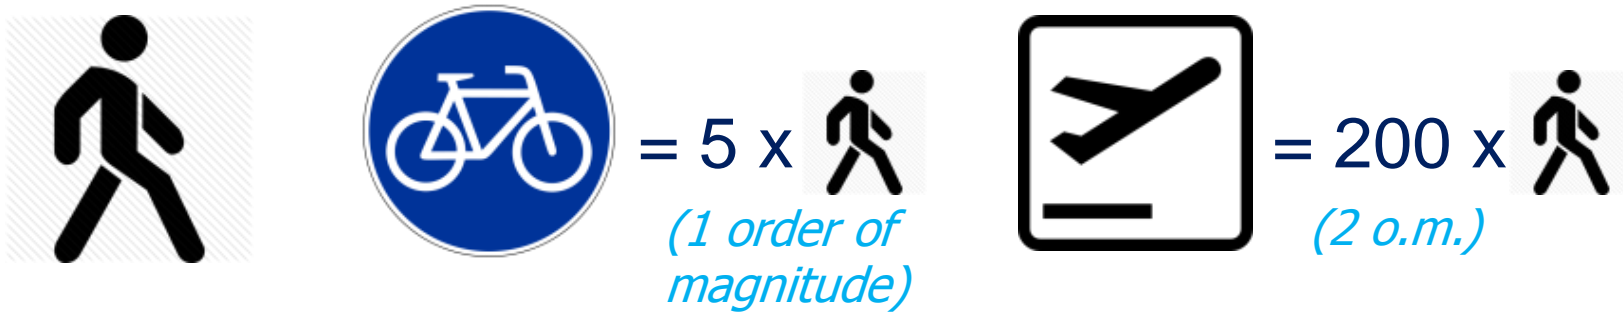 = 5 x
(1 order of
magnitude)
= 200 x
(2 o.m.)